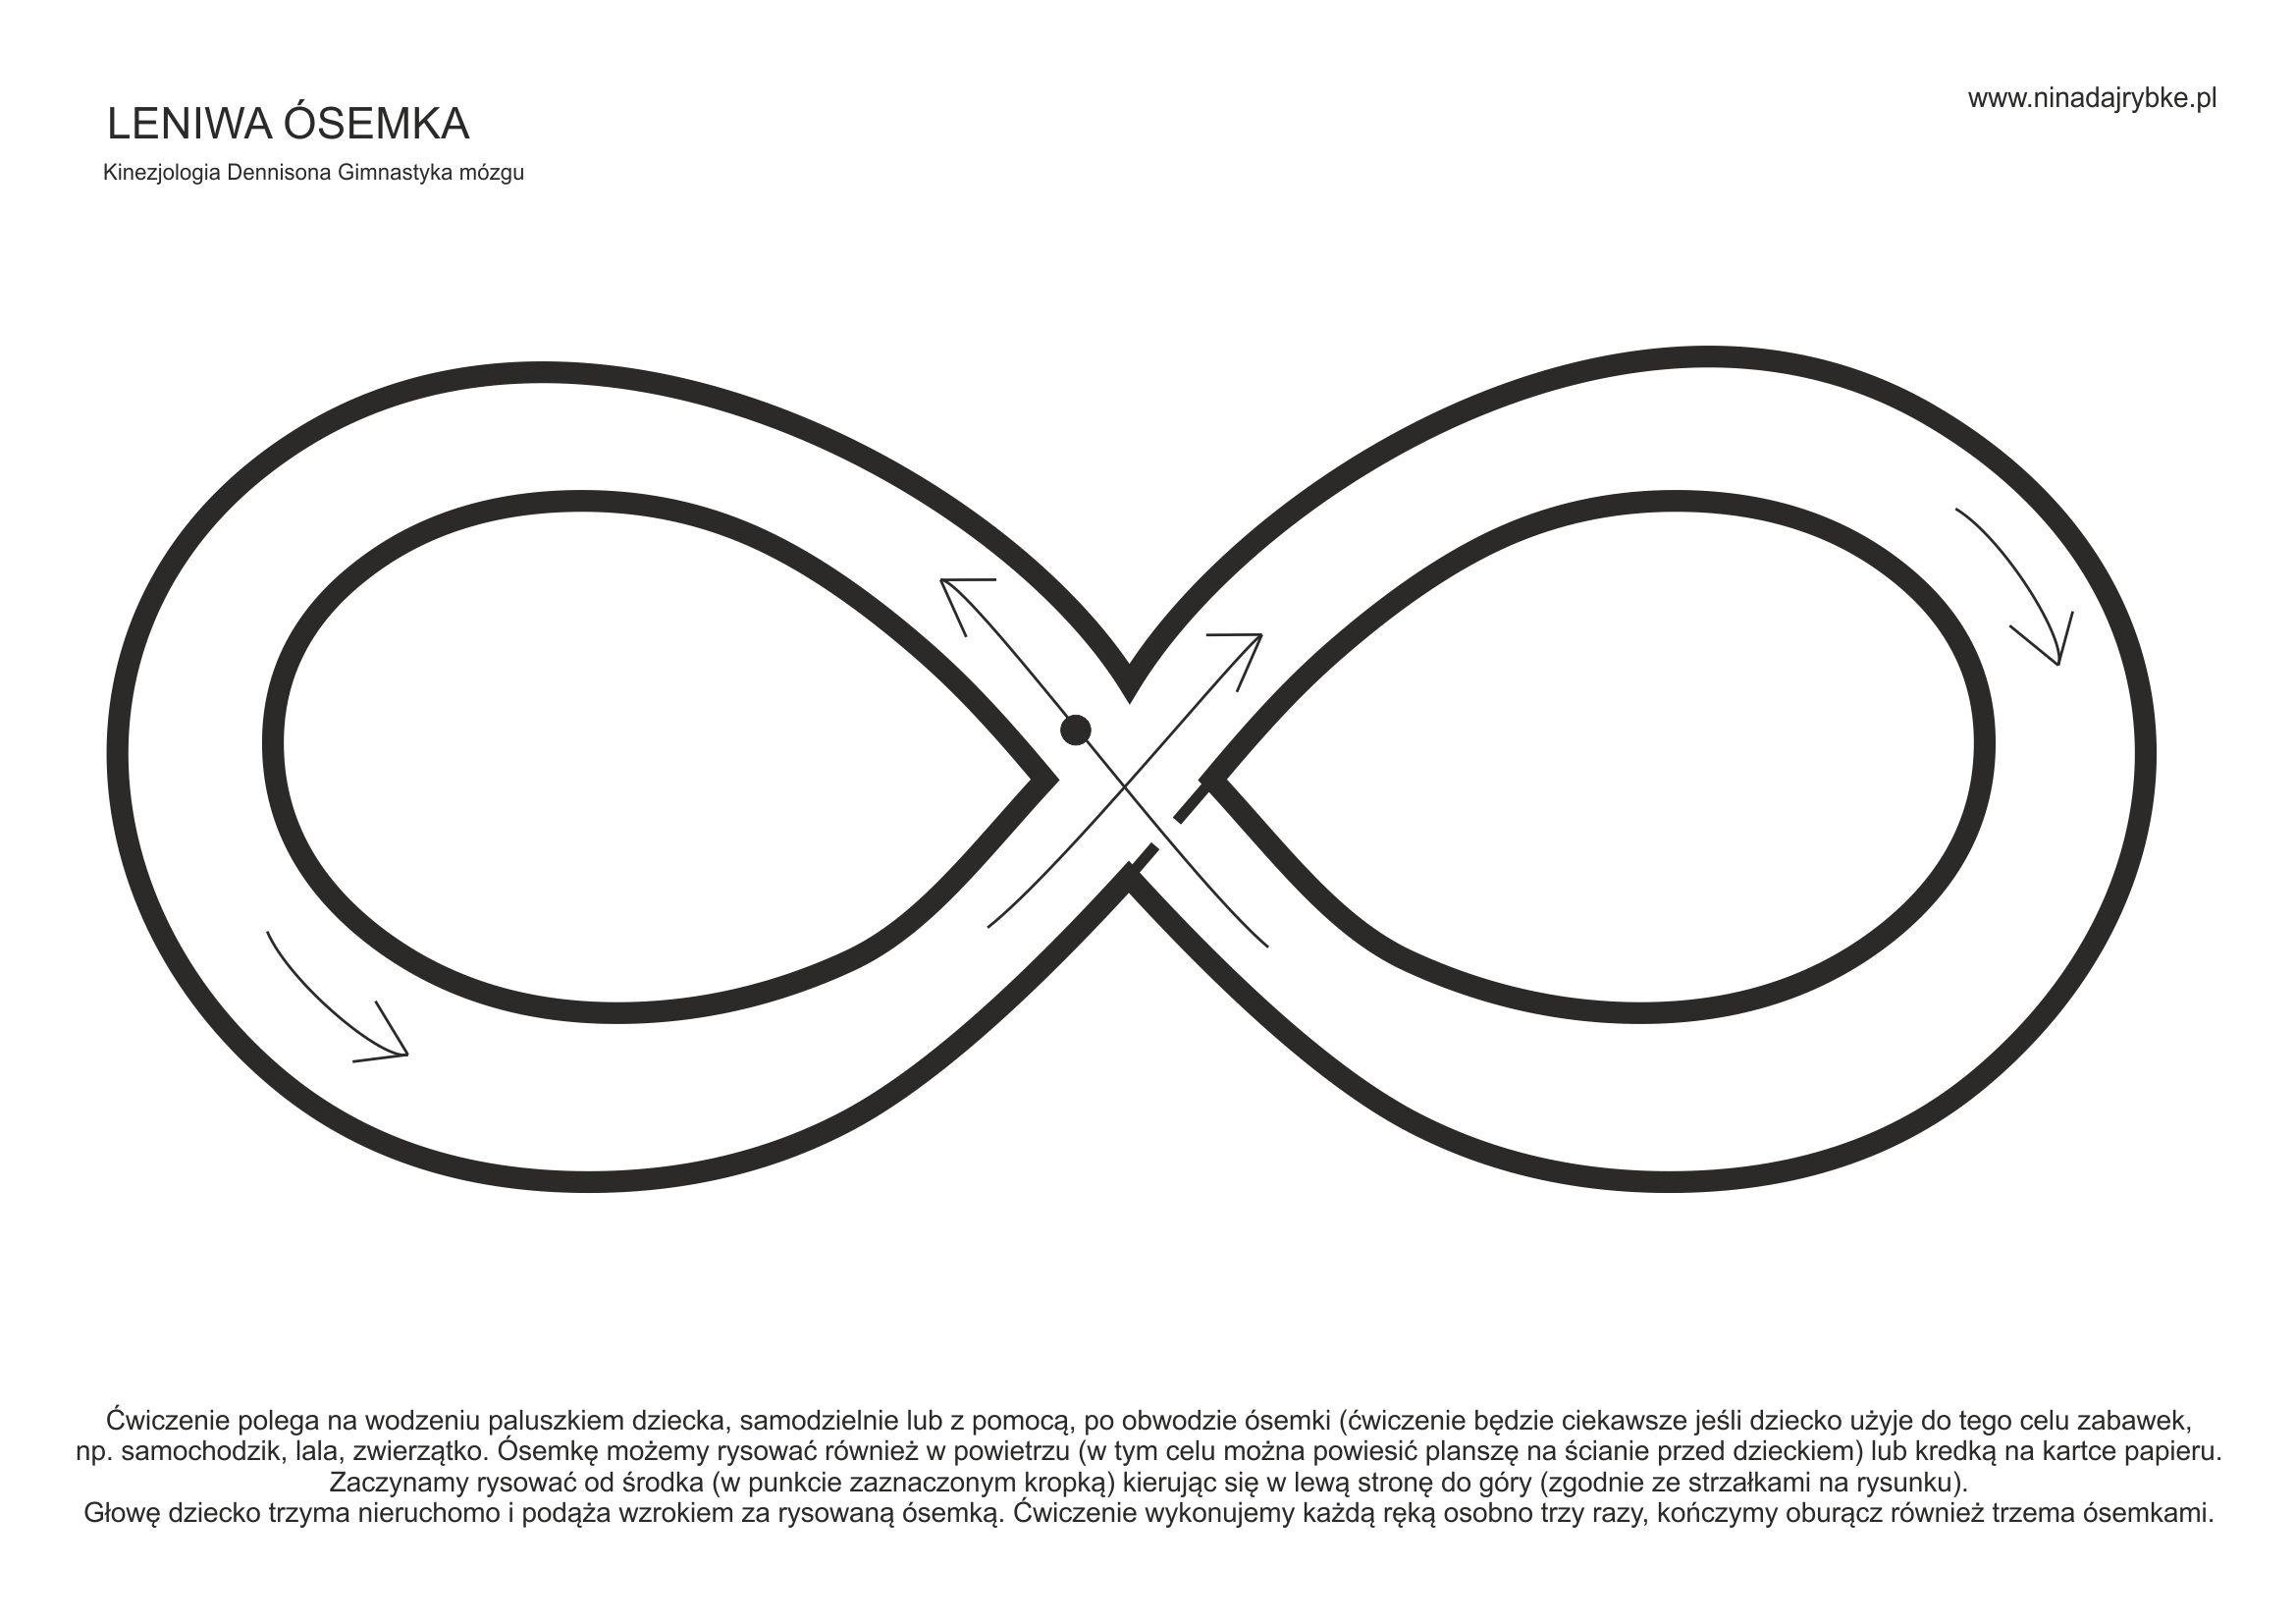 LENIWA ÓSEMKA
www.ninadajrybke.pl
Kinezjologia Dennisona Gimnastyka mózgu
Ćwiczenie polega na wodzeniu paluszkiem dziecka, samodzielnie lub z pomocą, po obwodzie ósemki (ćwiczenie będzie ciekawsze jeśli dziecko użyje do tego celu zabawek,
np. samochodzik, lala, zwierzątko. Ósemkę możemy rysować również w powietrzu (w tym celu można powiesić planszę na ścianie przed dzieckiem) lub kredką na kartce papieru.
Zaczynamy rysować od środka (w punkcie zaznaczonym kropką) kierując się w lewą stronę do góry (zgodnie ze strzałkami na rysunku).
Głowę dziecko trzyma nieruchomo i podąża wzrokiem za rysowaną ósemką. Ćwiczenie wykonujemy każdą ręką osobno trzy razy, kończymy oburącz również trzema ósemkami.